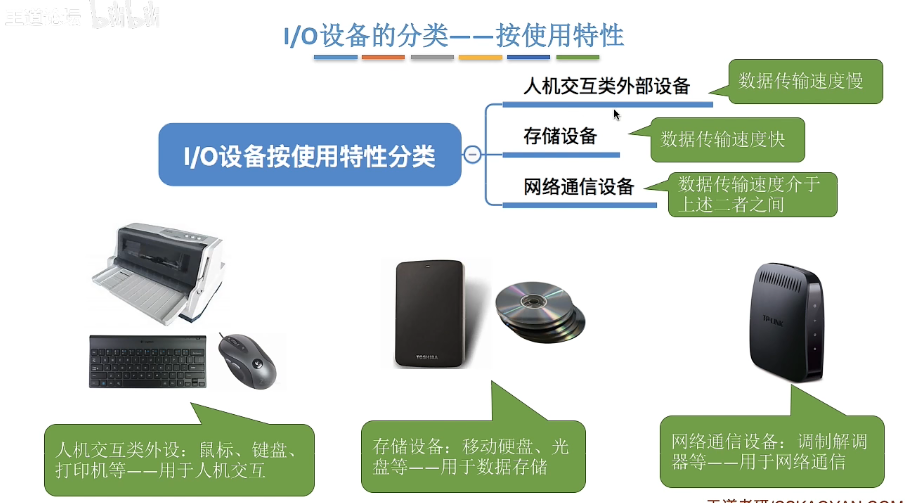 I/O设备的分类——按使用特性
人机交互类外部设备
数据传输速度慢
I/O设备按使用特性分类
存储设备
数据传输速度快
网络通信设备
数据传输速度介于
上述二者之间
TOSHIBA
TP-LINK
人机交互类外设：鼠标、键盘、
打印机等——用于人机交互
存储设备：移动硬盘、光
盘等——用于数据存储
网络通信设备：调制解调
器等——用于网络通信